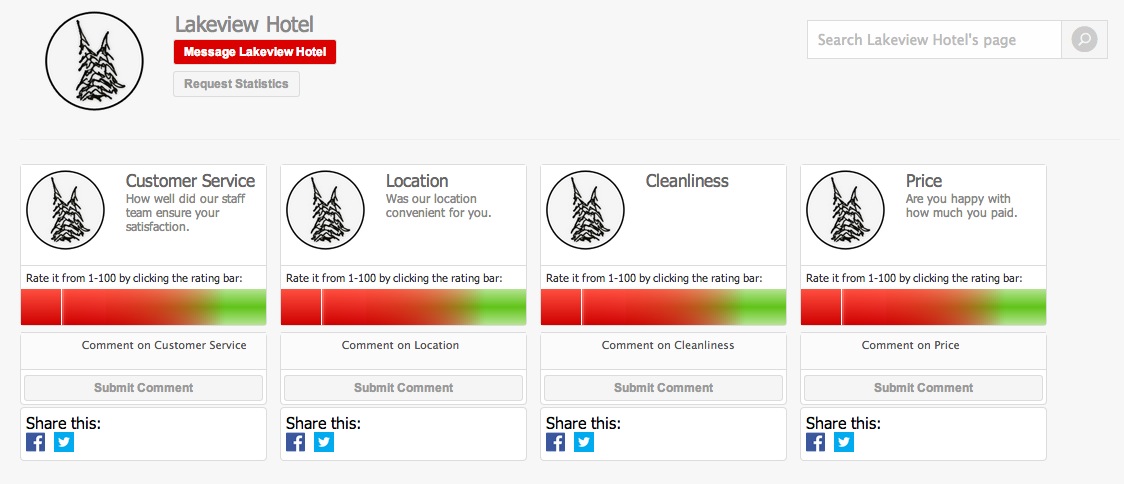 Lakeview Hotel
Message Lakeview Hotel
Request Statistics
Search Lakeview Hotel's page
Customer Service
How well did our staff
team ensure your
satisfaction.
Rate it from 1-100 by clicking the rating bar:
Comment on Customer Service
Submit Comment
Share this:
Location
Was our location
convenient for you.
Rate it from 1-100 by clicking the rating bar:
Comment on Location
Submit Comment
Share this:
Cleanliness
Rate it from 1-100 by clicking the rating bar:
Comment on Cleanliness
Submit Comment
Share this:
Price
Are you happy with
how much you paid.
Rate it from 1-100 by clicking the rating bar:
Comment on Price
Submit Comment
Share this: